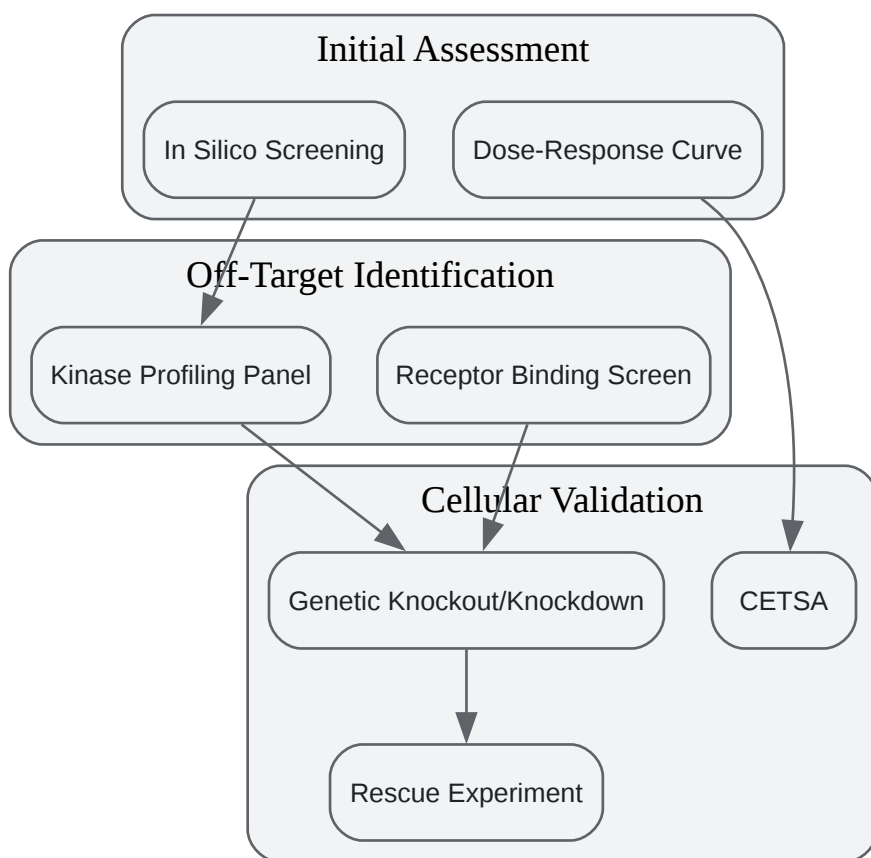 Initial Assessment
In Silico Screening
Dose-Response Curve
Off-Target Identification
Kinase Profiling Panel
Receptor Binding Screen
Cellular Validation
Genetic Knockout/Knockdown
CETSA
Rescue Experiment